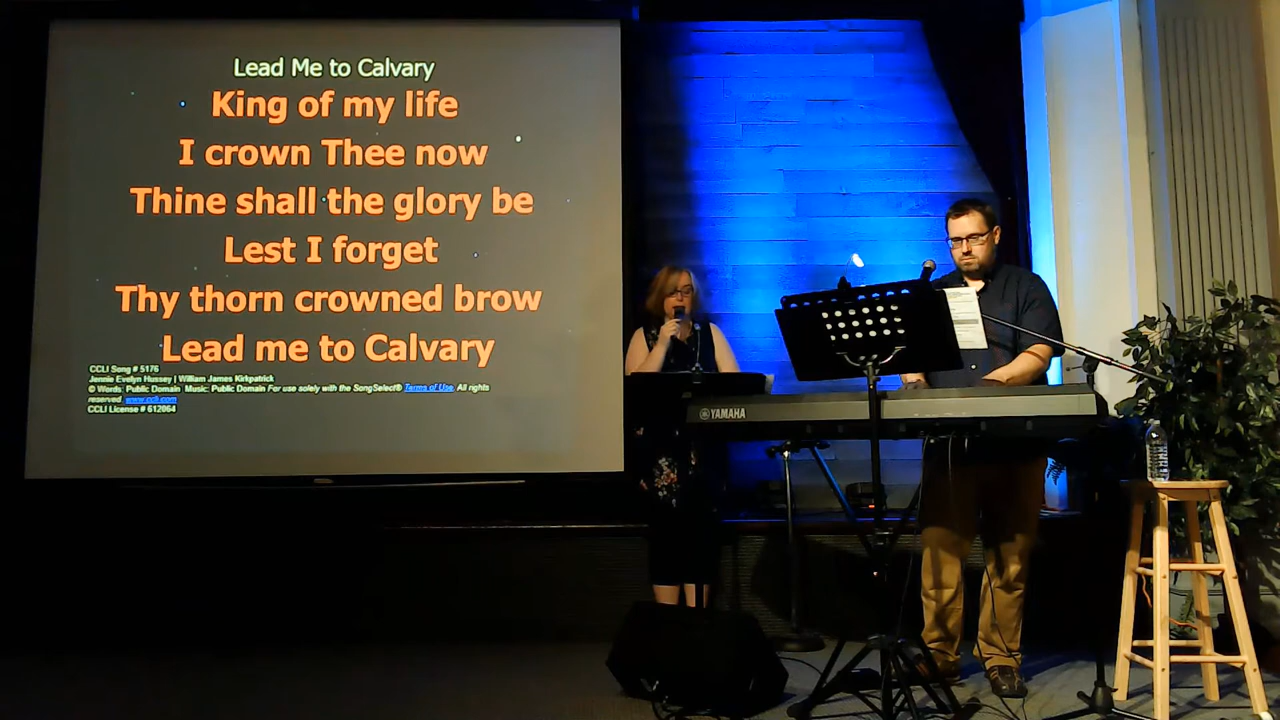 Lead Me to Calvary
King of my life
I crown Thee now
Thine shall the glory be
Lest I forget
Thy thorn crowned brow
Lead me to Calvary
CCLI Song # 5176
Jennie Evelyn Hussey | William James Kirkpatrick
© Words: Public Domain Music: Public Domain For use solely with the SongSelect® Terms of Use. All rights
reserved. www.ccli.com
CCLI License # 612064
YAMAHA